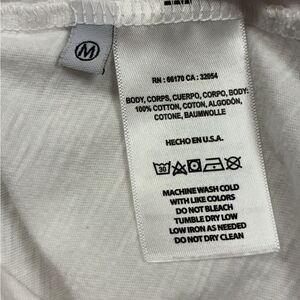 M
RN : 66170 CA : 32054
BODY, CORPS, CUERPO, CORPO, BODY:
100% COTTON, COTON, ALGODÓN,
COTONE, BAUMWOLLE
HECHO EN U.S.A.
30
MACHINE WASH COLD
WITH LIKE COLORS
DO NOT BLEACH
TUMBLE DRY LOW
LOW IRON AS NEEDED
DO NOT DRY CLEAN